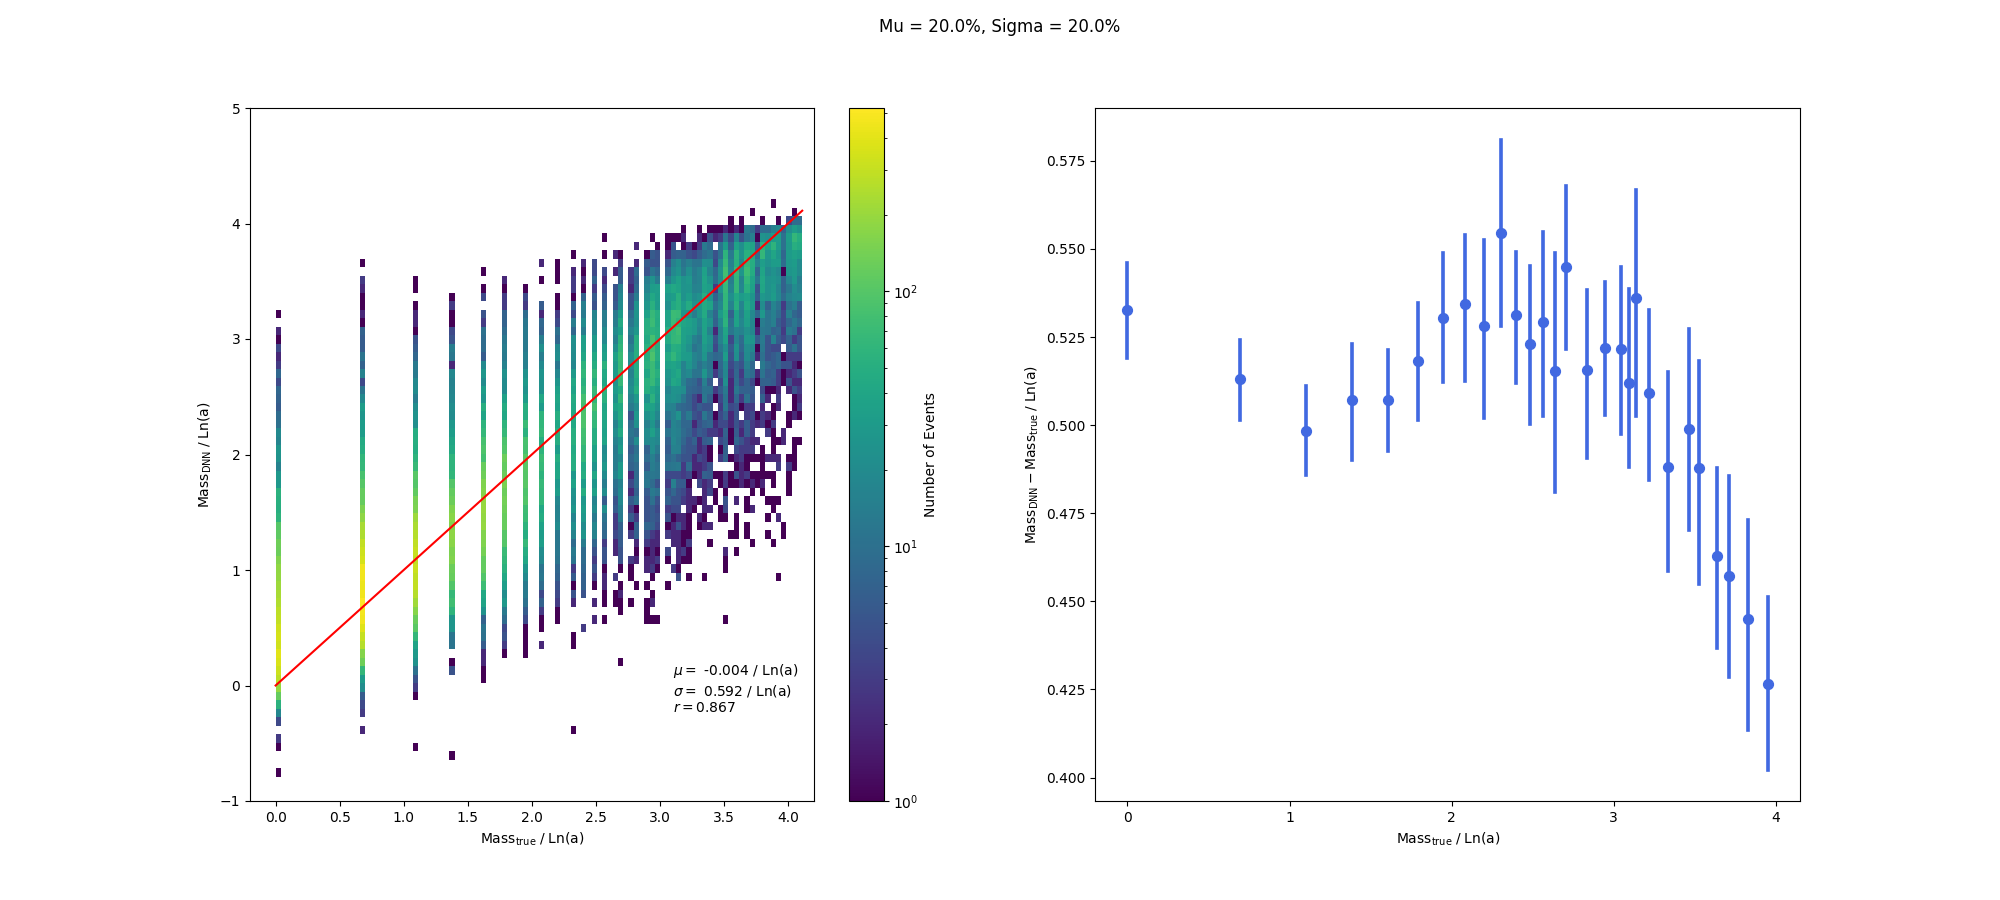 Mu = 20.0%, Sigma = 20.0%
5
4
3
2
1
0
−1
Mass_DNN / Ln(a)
0.0 0.5 1.0 1.5 2.0 2.5 3.0 3.5 4.0
Mass_true / Ln(a)
μ = -0.004 / Ln(a)
σ = 0.592 / Ln(a)
r = 0.867
10^2
10^1
10^0
Number of Events
0.575
0.550
0.525
0.500
0.475
0.450
0.425
0.400
Mass_DNN − Mass_true / Ln(a)
0 1 2 3 4
Mass_true / Ln(a)